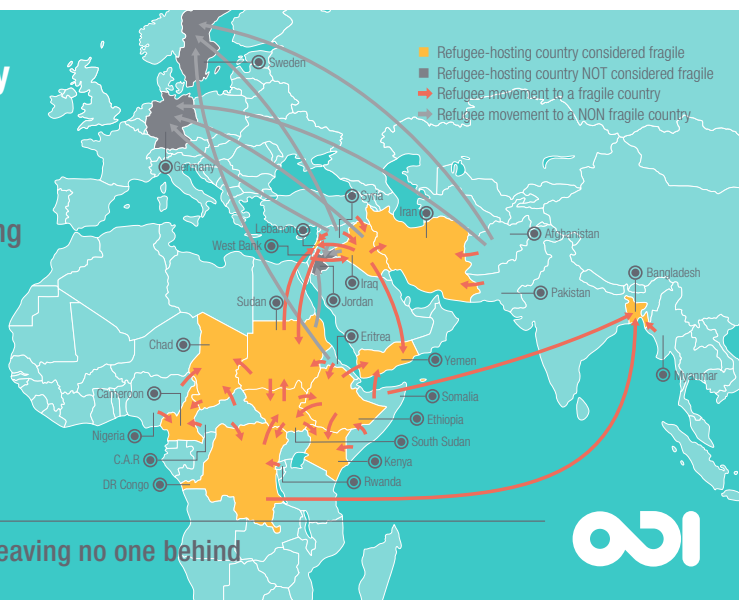 y
ng
Refugee-hosting country considered fragile
Refugee-hosting country NOT considered fragile
Refugee movement to a fragile country
Refugee movement to a NON fragile country
Sweden
Germany
Syria
Iran
Lebanon
Afghanistan
West Bank
Bangladesh
Iraq
Pakistan
Sudan
Jordan
Eritrea
Chad
Yemen
Myanmar
Cameroon
Somalia
Ethiopia
Nigeria
South Sudan
C.A.R
Kenya
DR Congo
Rwanda
eaving no one behind
ODI